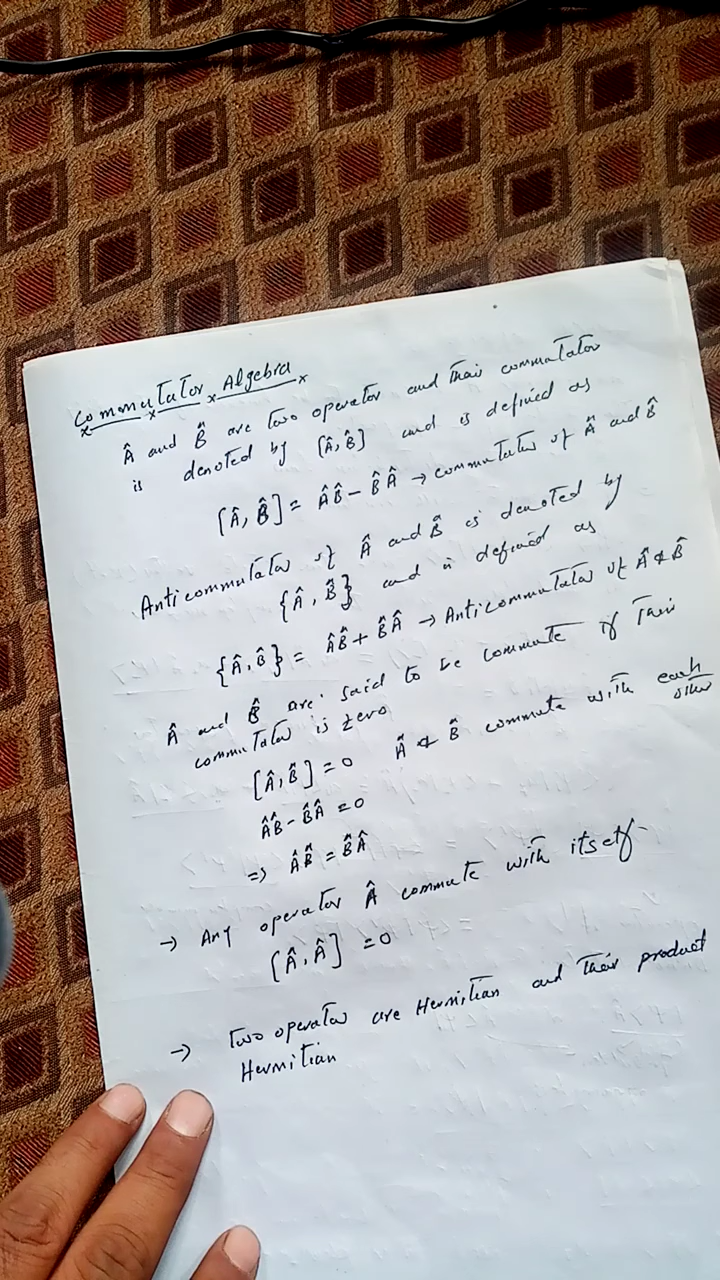 Commutator Algebra
Â and B̂ are two operator and their commutator
is denoted by [Â, B̂] and is defined as
[Â, B̂] = ÂB̂ - B̂Â → commutator of Â and B̂
Anticommutator of Â and B̂ is denoted by
{Â, B̂} and is defined as
{Â, B̂} = ÂB̂ + B̂Â → Anticommutator of Â & B̂
Â and B̂ are said to be commute if their
commutator is zero
[Â, B̂] = 0 Â & B̂ commute with each
other
ÂB̂ - B̂Â = 0
=> ÂB̂ = B̂Â
→ Any operator Â commute with itself
[Â, Â] = 0
→ Two operator are Hermitian and their product
Hermitian